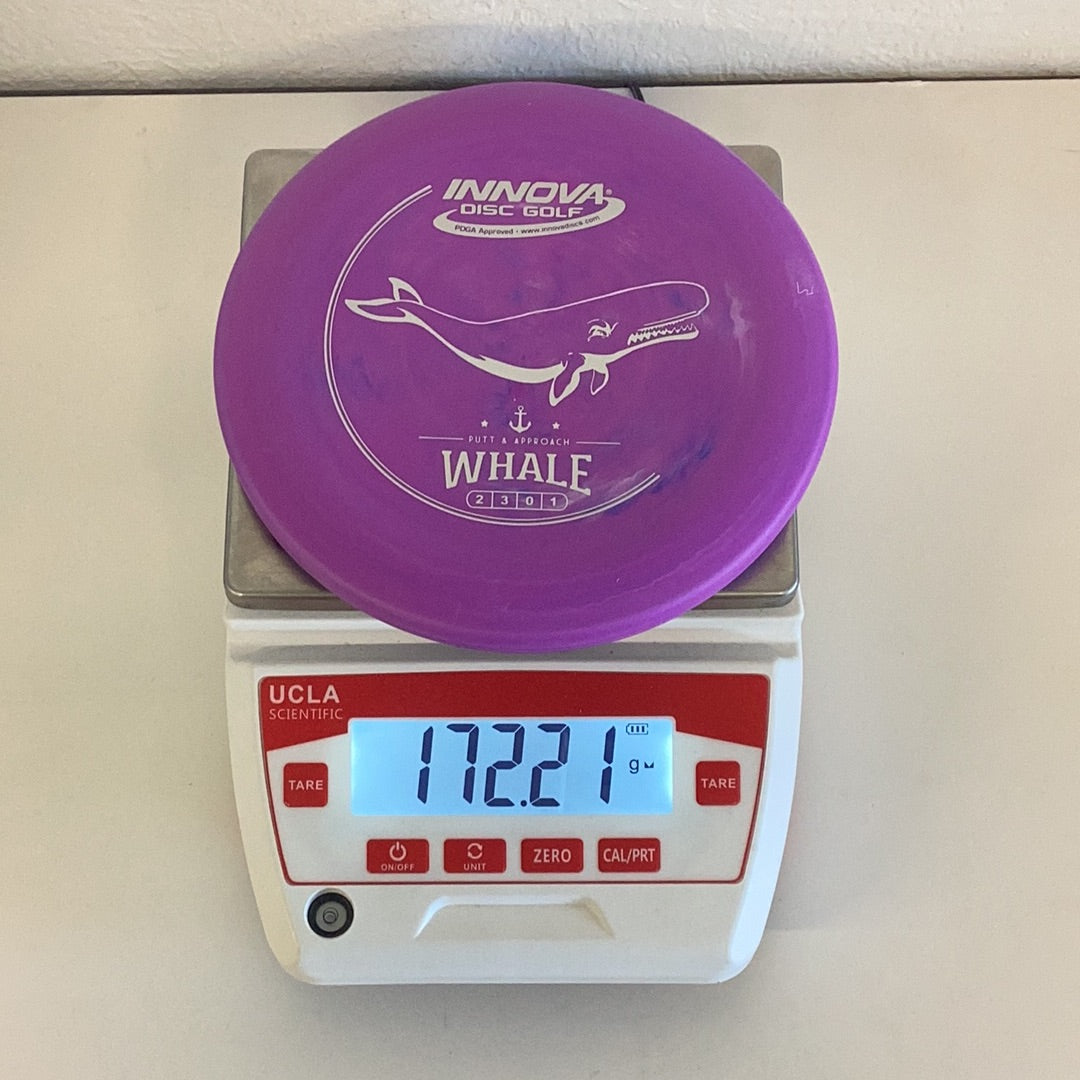 INNOVA®
DISC GOLF
PDGA Approved • www.innovadiscs.com
PUTT & APPROACH
WHALE
2 3 0 1
UCLA
SCIENTIFIC
172.21
g
TARE
TARE
ON/OFF
UNIT
ZERO
CAL/PRT